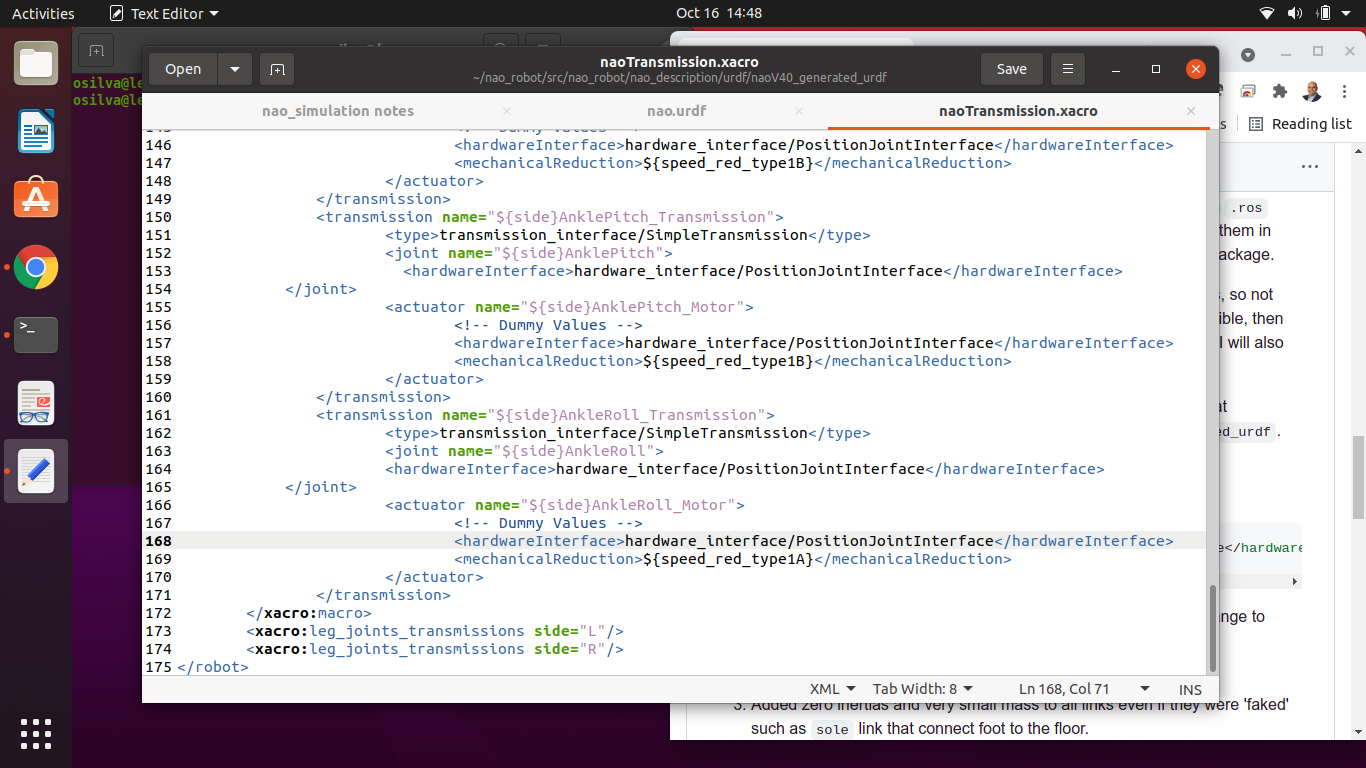 Activities Text Editor Oct 16 14:48
Open naoTransmission.xacro Save
~/nao_robot/src/nao_robot/nao_description/urdf/naoV40_generated_urdf
nao_simulation notes nao.urdf naoTransmission.xacro
osilva@le
osilva@le
146 <hardwareInterface>hardware_interface/PositionJointInterface</hardwareInterface>
147 <mechanicalReduction>${speed_red_type1B}</mechanicalReduction>
148 </actuator>
149 </transmission>
150 <transmission name="${side}AnklePitch_Transmission">
151 <type>transmission_interface/SimpleTransmission</type>
152 <joint name="${side}AnklePitch">
153 <hardwareInterface>hardware_interface/PositionJointInterface</hardwareInterface>
154 </joint>
155 <actuator name="${side}AnklePitch_Motor">
156 <!-- Dummy Values -->
157 <hardwareInterface>hardware_interface/PositionJointInterface</hardwareInterface>
158 <mechanicalReduction>${speed_red_type1B}</mechanicalReduction>
159 </actuator>
160 </transmission>
161 <transmission name="${side}AnkleRoll_Transmission">
162 <type>transmission_interface/SimpleTransmission</type>
163 <joint name="${side}AnkleRoll">
164 <hardwareInterface>hardware_interface/PositionJointInterface</hardwareInterface>
165 </joint>
166 <actuator name="${side}AnkleRoll_Motor">
167 <!-- Dummy Values -->
168 <hardwareInterface>hardware_interface/PositionJointInterface</hardwareInterface>
169 <mechanicalReduction>${speed_red_type1A}</mechanicalReduction>
170 </actuator>
171 </transmission>
172 </xacro:macro>
173 <xacro:leg_joints_transmissions side="L"/>
174 <xacro:leg_joints_transmissions side="R"/>
175 </robot>
XML Tab Width: 8 Ln 168, Col 71 INS
s Reading list
.ros
them in
ackage.
s, so not
ible, then
I will also
at
ed_urdf .
e</hardware
nge to
3. Added zero inertias and very small mass to all links even if they were 'faked'
such as sole link that connect foot to the floor.